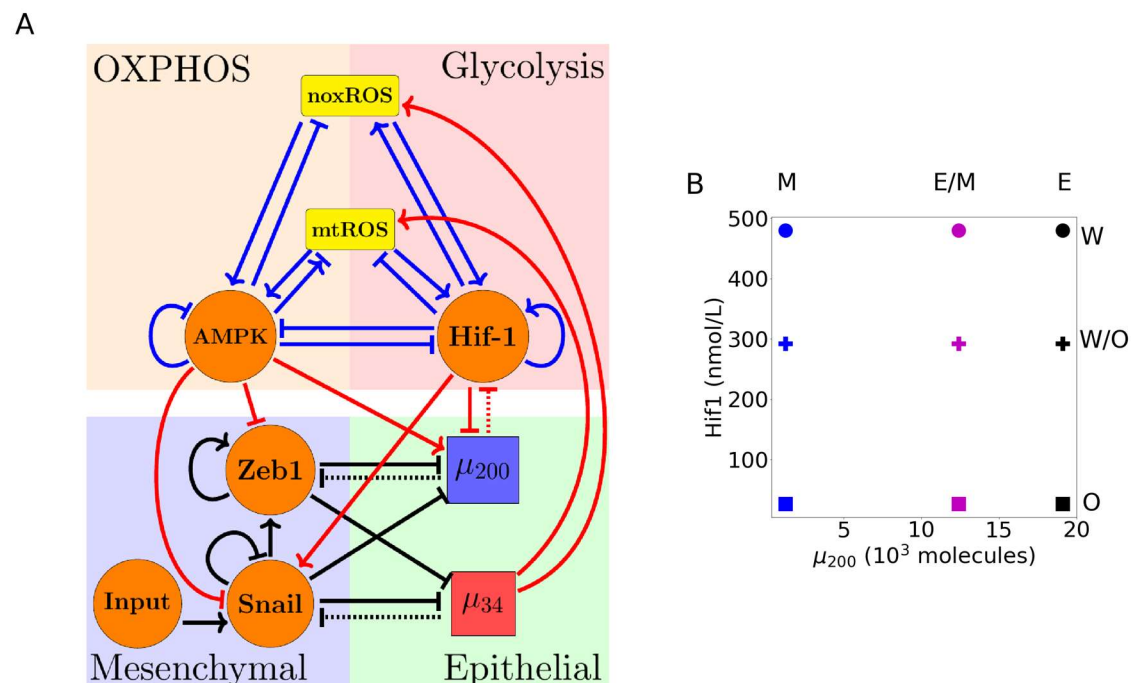 A
OXPHOS
Glycolysis
noxROS
mtROS
AMPK
Hif-1
Zeb1
μ200
Input
Snail
μ34
Mesenchymal
Epithelial
B
M E/M E
500
400
300
200
100
W
W/O
O
Hif1 (nmol/L)
5 10 15 20
μ200 (10³ molecules)